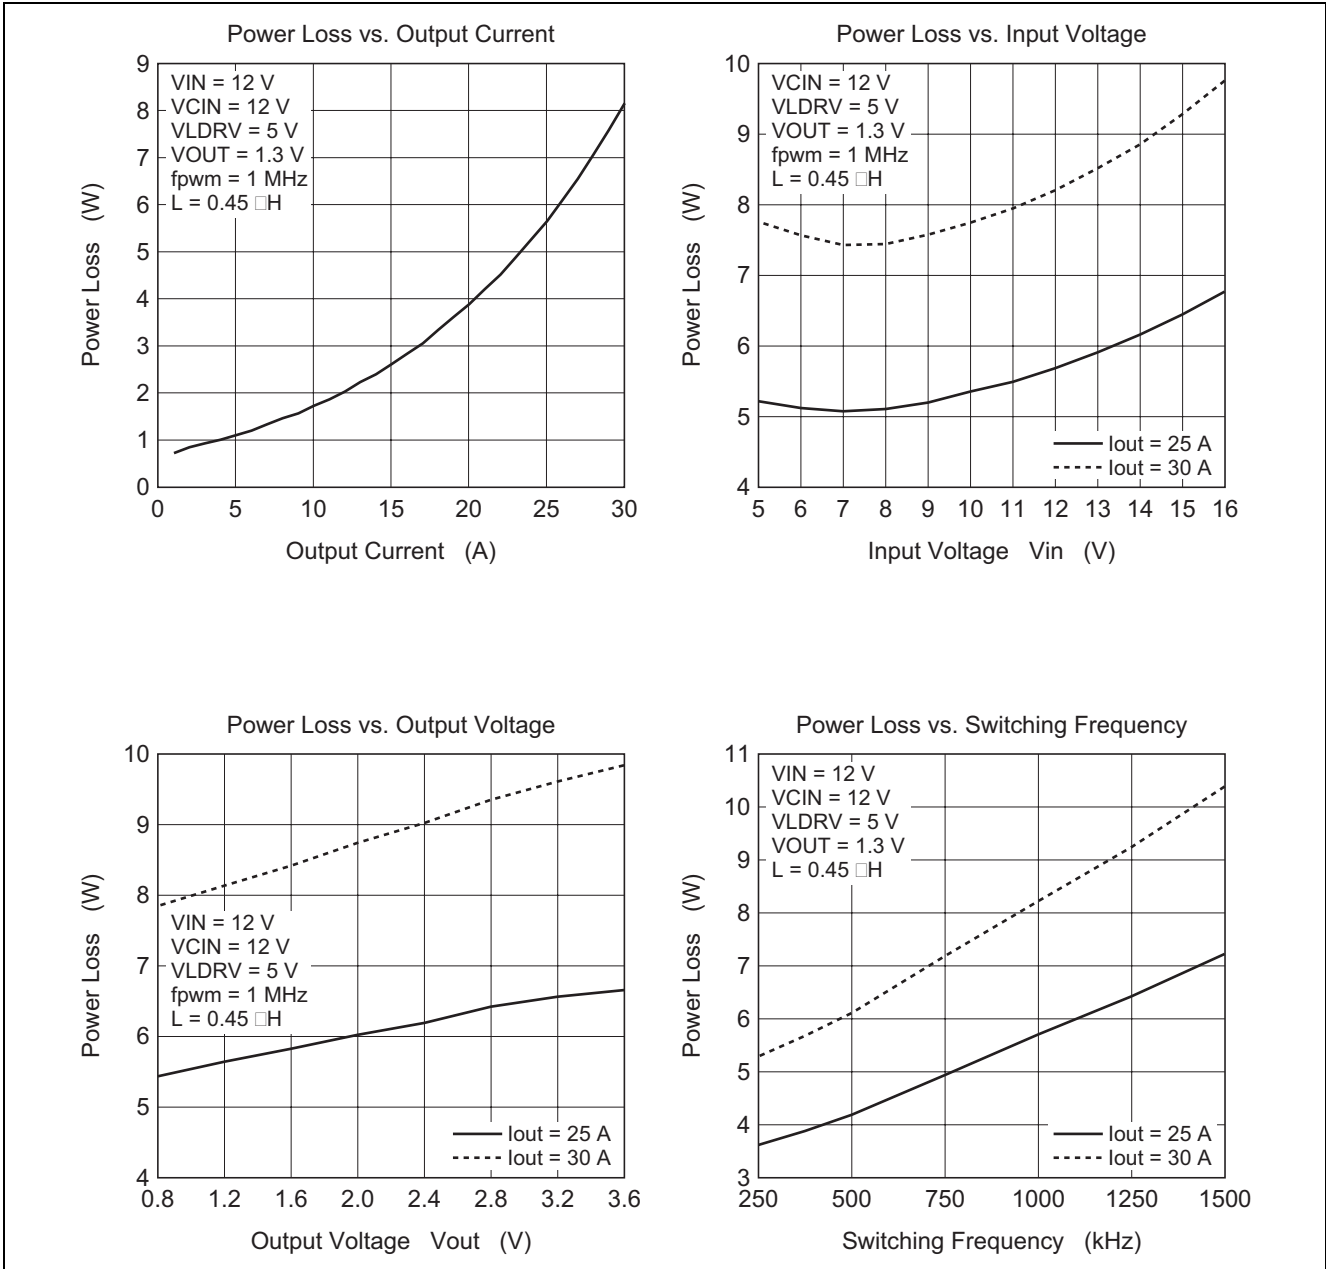 Power Loss vs. Output Current
9
8
7
6
5
4
3
2
1
0
Power Loss (W)
VIN = 12 V
VCIN = 12 V
VLDRV = 5 V
VOUT = 1.3 V
fpwm = 1 MHz
L = 0.45 □H
0 5 10 15 20 25 30
Output Current (A)
Power Loss vs. Input Voltage
10
9
8
7
6
5
4
Power Loss (W)
VCIN = 12 V
VLDRV = 5 V
VOUT = 1.3 V
fpwm = 1 MHz
L = 0.45 □H
Iout = 25 A
Iout = 30 A
5 6 7 8 9 10 11 12 13 14 15 16
Input Voltage Vin (V)
Power Loss vs. Output Voltage
10
9
8
7
6
5
4
Power Loss (W)
VIN = 12 V
VCIN = 12 V
VLDRV = 5 V
fpwm = 1 MHz
L = 0.45 □H
Iout = 25 A
Iout = 30 A
0.8 1.2 1.6 2.0 2.4 2.8 3.2 3.6
Output Voltage Vout (V)
Power Loss vs. Switching Frequency
11
10
9
8
7
6
5
4
3
Power Loss (W)
VIN = 12 V
VCIN = 12 V
VLDRV = 5 V
VOUT = 1.3 V
L = 0.45 □H
Iout = 25 A
Iout = 30 A
250 500 750 1000 1250 1500
Switching Frequency (kHz)